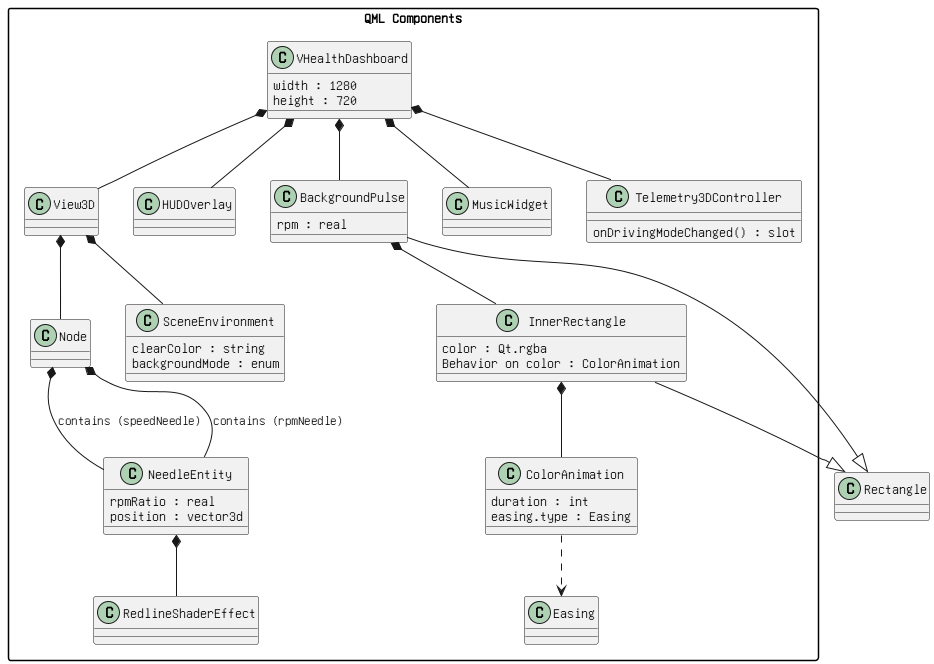 QML Components
C VHealthDashboard
width : 1280
height : 720
C View3D
C HUDOverlay
C BackgroundPulse
rpm : real
C MusicWidget
C Telemetry3DController
onDrivingModeChanged() : slot
C Node
C SceneEnvironment
clearColor : string
backgroundMode : enum
C InnerRectangle
color : Qt.rgba
Behavior on color : ColorAnimation
contains (speedNeedle)
contains (rpmNeedle)
C NeedleEntity
rpmRatio : real
position : vector3d
C ColorAnimation
duration : int
easing.type : Easing
C Rectangle
C RedlineShaderEffect
C Easing